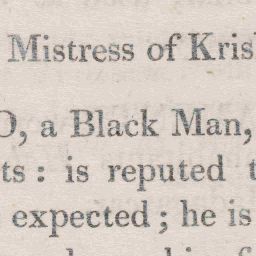 Mistress of Kris
O, a Black Man,
ts: is reputed
expected; he is